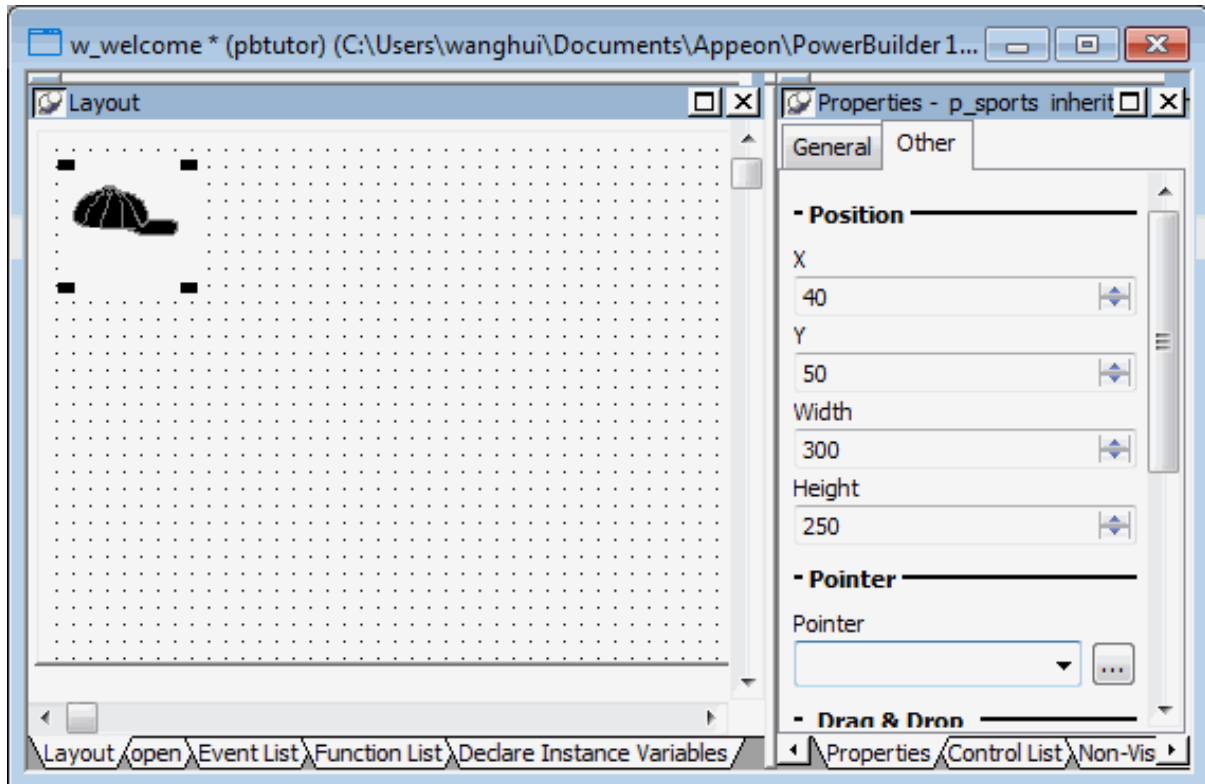 w_welcome * (pbtutor) (C:\Users\wanghui\Documents\Appeon\PowerBuilder 1...
Layout
Properties - p_sports inherit
General Other
- Position
X
40
Y
50
Width
300
Height
250
- Pointer
Pointer
...
- Drag & Drop
Layout open Event List Function List Declare Instance Variables
Properties Control List Non-Vis